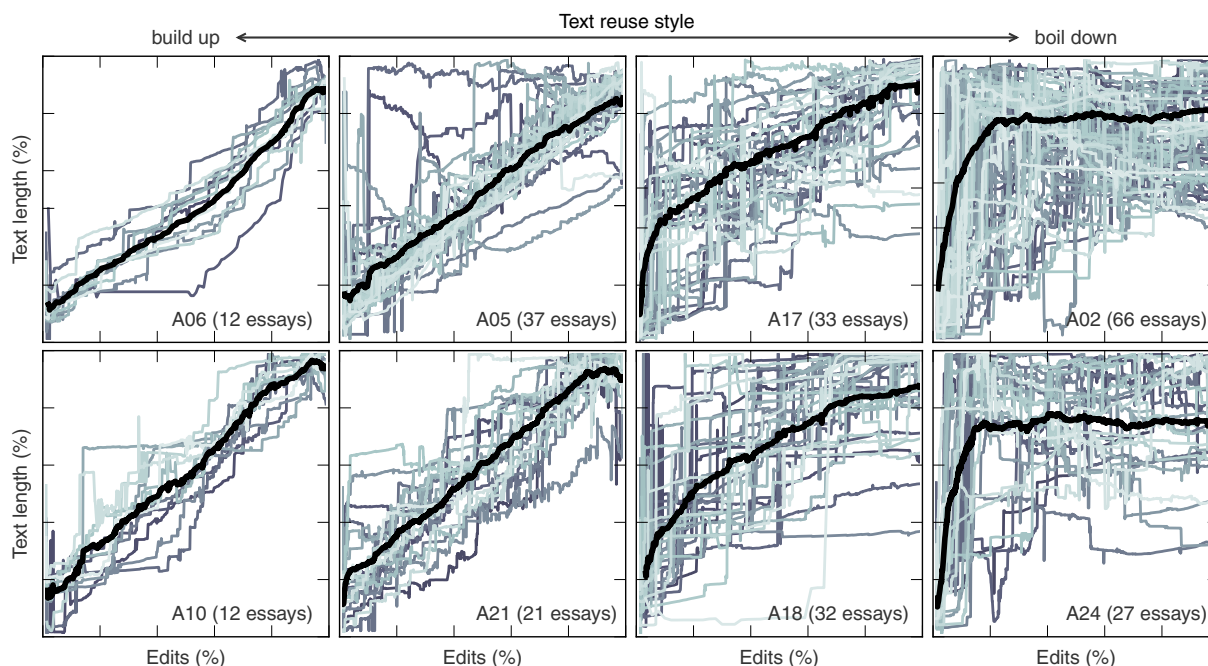 Text reuse style
build up
boil down
Text length (%)
A06 (12 essays)
A05 (37 essays)
A17 (33 essays)
A02 (66 essays)
Text length (%)
A10 (12 essays)
A21 (21 essays)
A18 (32 essays)
A24 (27 essays)
Edits (%)
Edits (%)
Edits (%)
Edits (%)